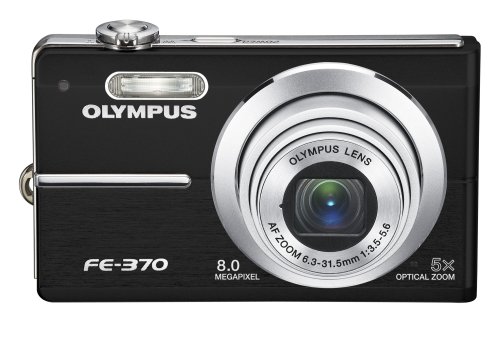 OLYMPUS
OLYMPUS LENS
AF ZOOM 6.3-31.5mm 1:3.5-5.6
FE-370
8.0
MEGAPIXEL
5X
OPTICAL ZOOM